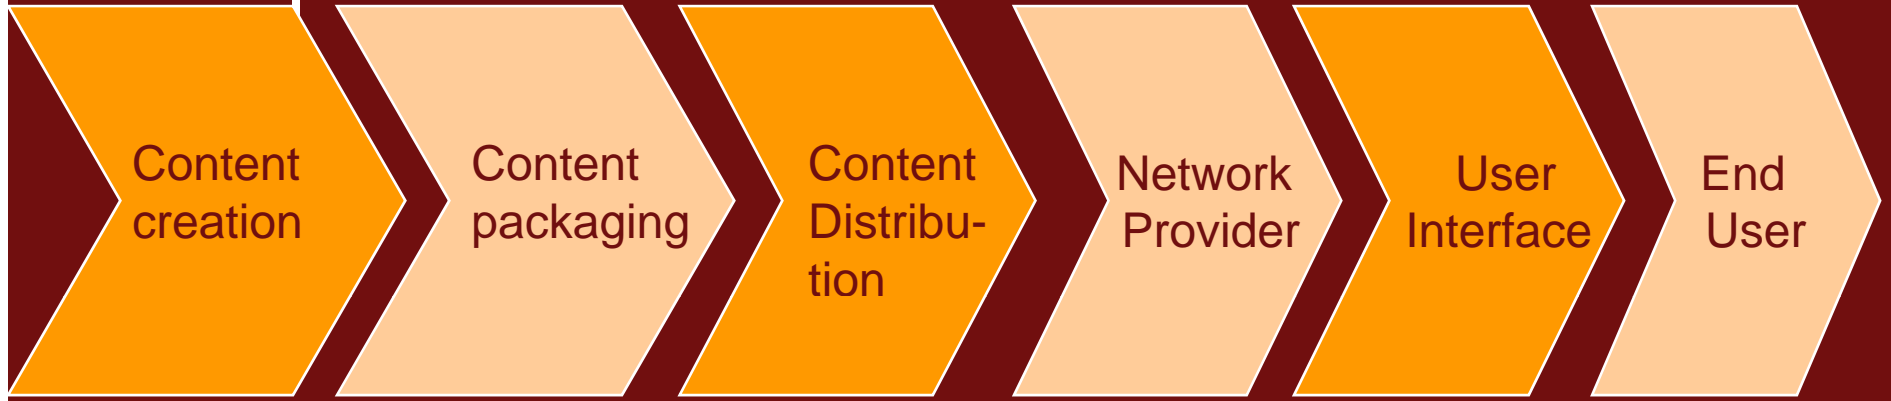 Content
creation
Content
packaging
Content
Distribu-
tion
Network
Provider
User
Interface
End
User